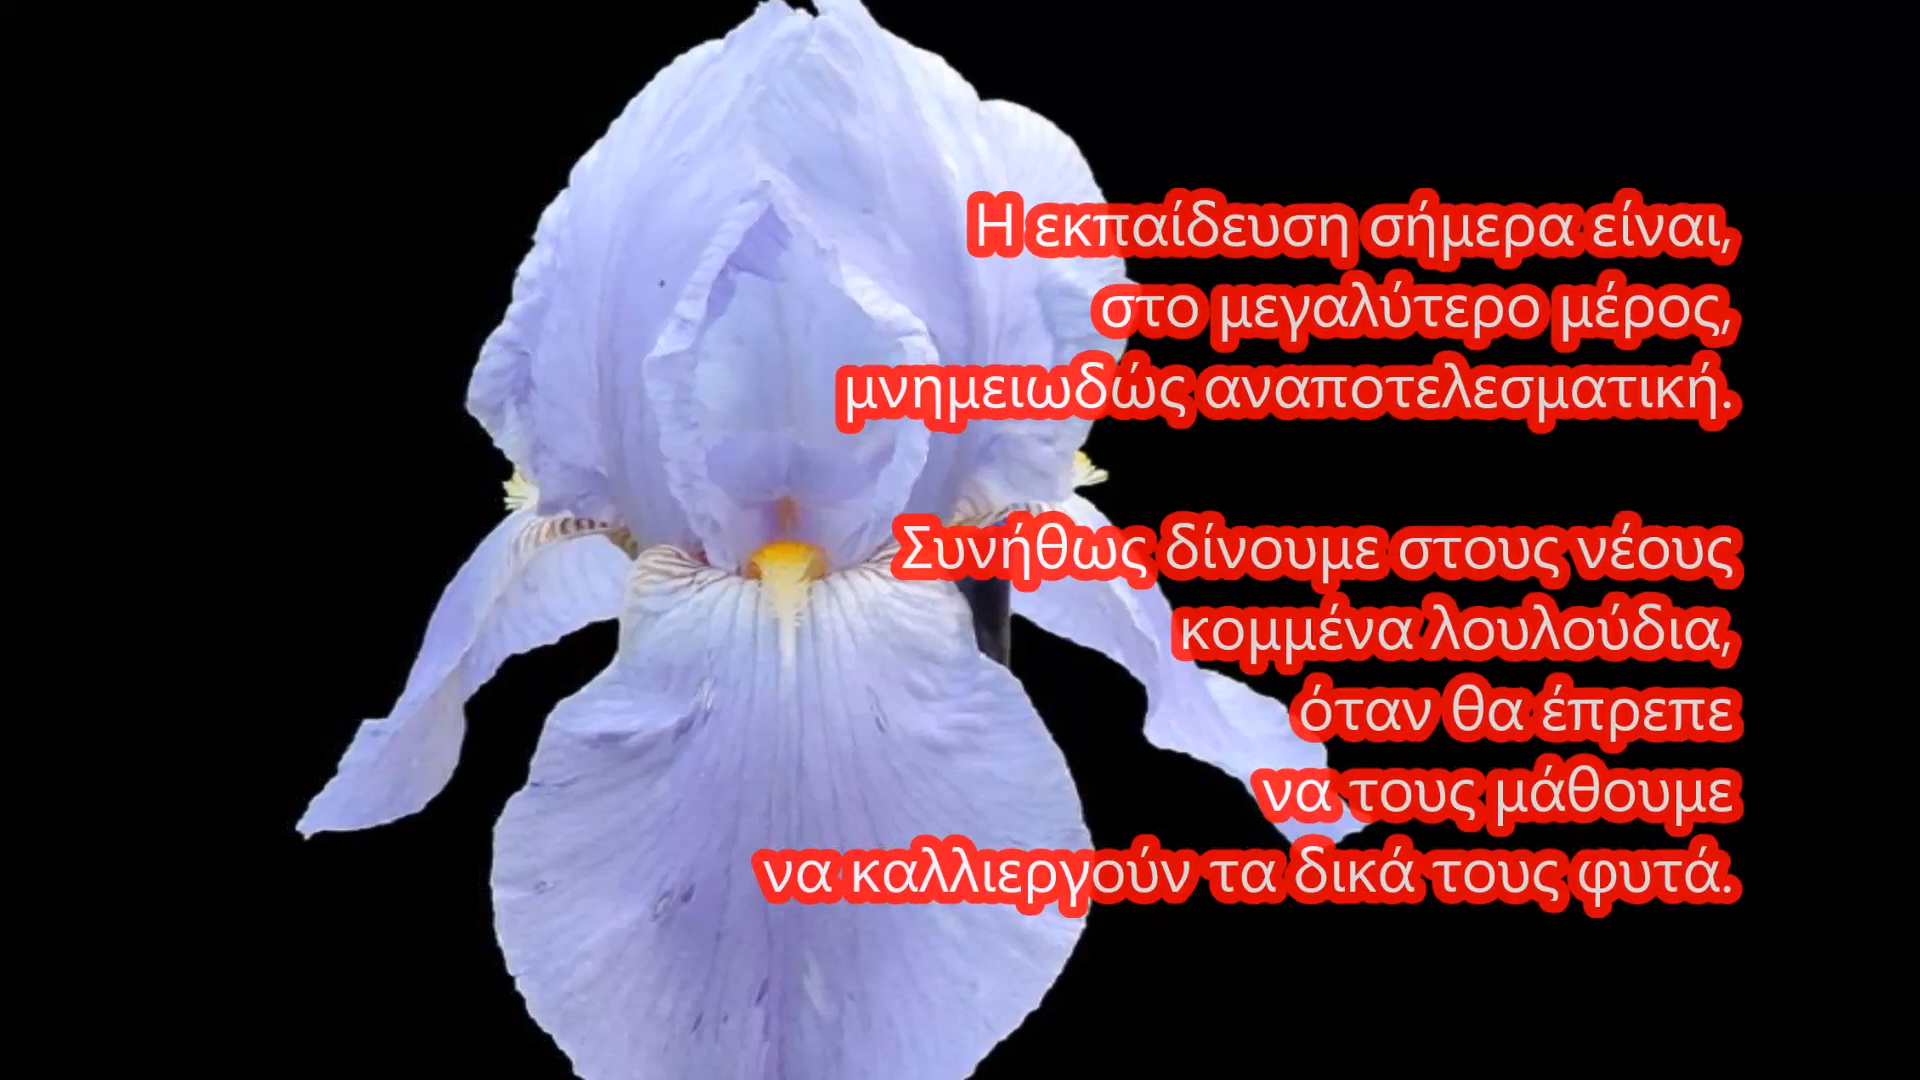 Η εκπαίδευση σήμερα είναι,
στο μεγαλύτερο μέρος,
μνημειωδώς αναποτελεσματική.
Συνήθως δίνουμε στους νέους
κομμένα λουλούδια,
όταν θα έπρεπε
να τους μάθουμε
να καλλιεργούν τα δικά τους φυτά.